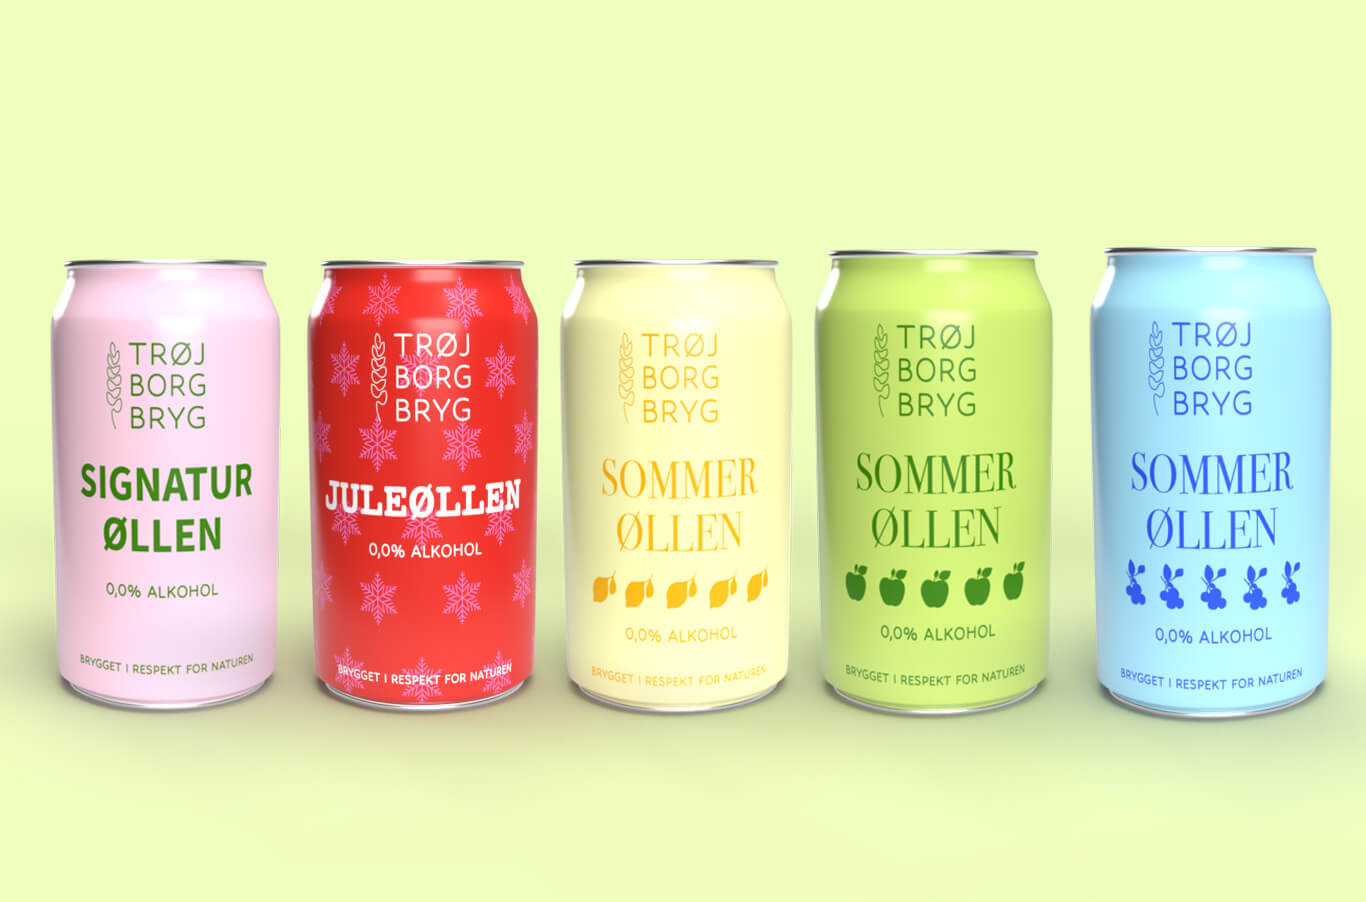 TRØJ
BORG
BRYG
SIGNATUR
ØLLEN
0,0% ALKOHOL
BRYGGET I RESPEKT FOR NATUREN
TRØJ
BORG
BRYG
JULEØLLEN
0,0% ALKOHOL
BRYGGET I RESPEKT FOR NATUREN
TRØJ
BORG
BRYG
SOMMER
ØLLEN
0,0% ALKOHOL
BRYGGET I RESPEKT FOR NATUREN
TRØJ
BORG
BRYG
SOMMER
ØLLEN
0,0% ALKOHOL
BRYGGET I RESPEKT FOR NATUREN
TRØJ
BORG
BRYG
SOMMER
ØLLEN
0,0% ALKOHOL
BRYGGET I RESPEKT FOR NATUREN